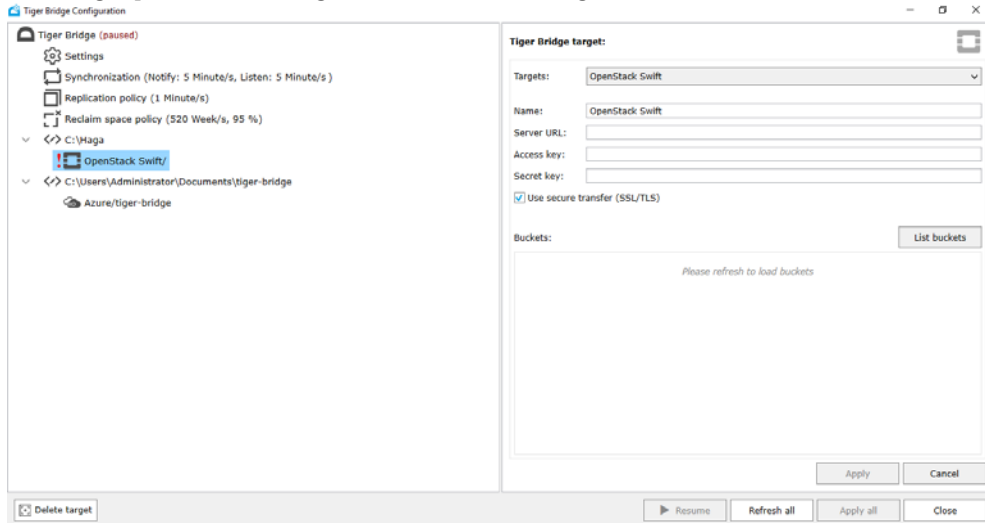 Tiger Bridge Configuration
Tiger Bridge (paused)
Settings
Synchronization (Notify: 5 Minute/s, Listen: 5 Minute/s )
Replication policy (1 Minute/s)
Reclaim space policy (520 Week/s, 95 %)
C:\Haga
OpenStack Swift/
C:\Users\Administrator\Documents\tiger-bridge
Azure/tiger-bridge
Delete target
Tiger Bridge target:
Targets: OpenStack Swift
Name: OpenStack Swift
Server URL:
Access key:
Secret key:
Use secure transfer (SSL/TLS)
Buckets: List buckets
Please refresh to load buckets
Apply Cancel
Resume Refresh all Apply all Close